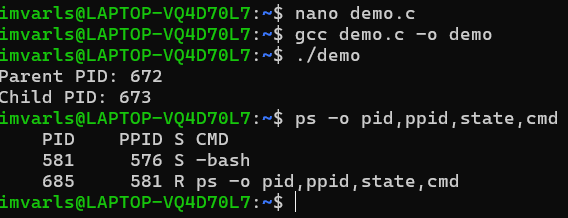 imvarls@LAPTOP-VQ4D70L7:~$ nano demo.c
imvarls@LAPTOP-VQ4D70L7:~$ gcc demo.c -o demo
imvarls@LAPTOP-VQ4D70L7:~$ ./demo
Parent PID: 672
Child PID: 673
imvarls@LAPTOP-VQ4D70L7:~$ ps -o pid,ppid,state,cmd
    PID    PPID S CMD
    581     576 S -bash
    685     581 R ps -o pid,ppid,state,cmd
imvarls@LAPTOP-VQ4D70L7:~$